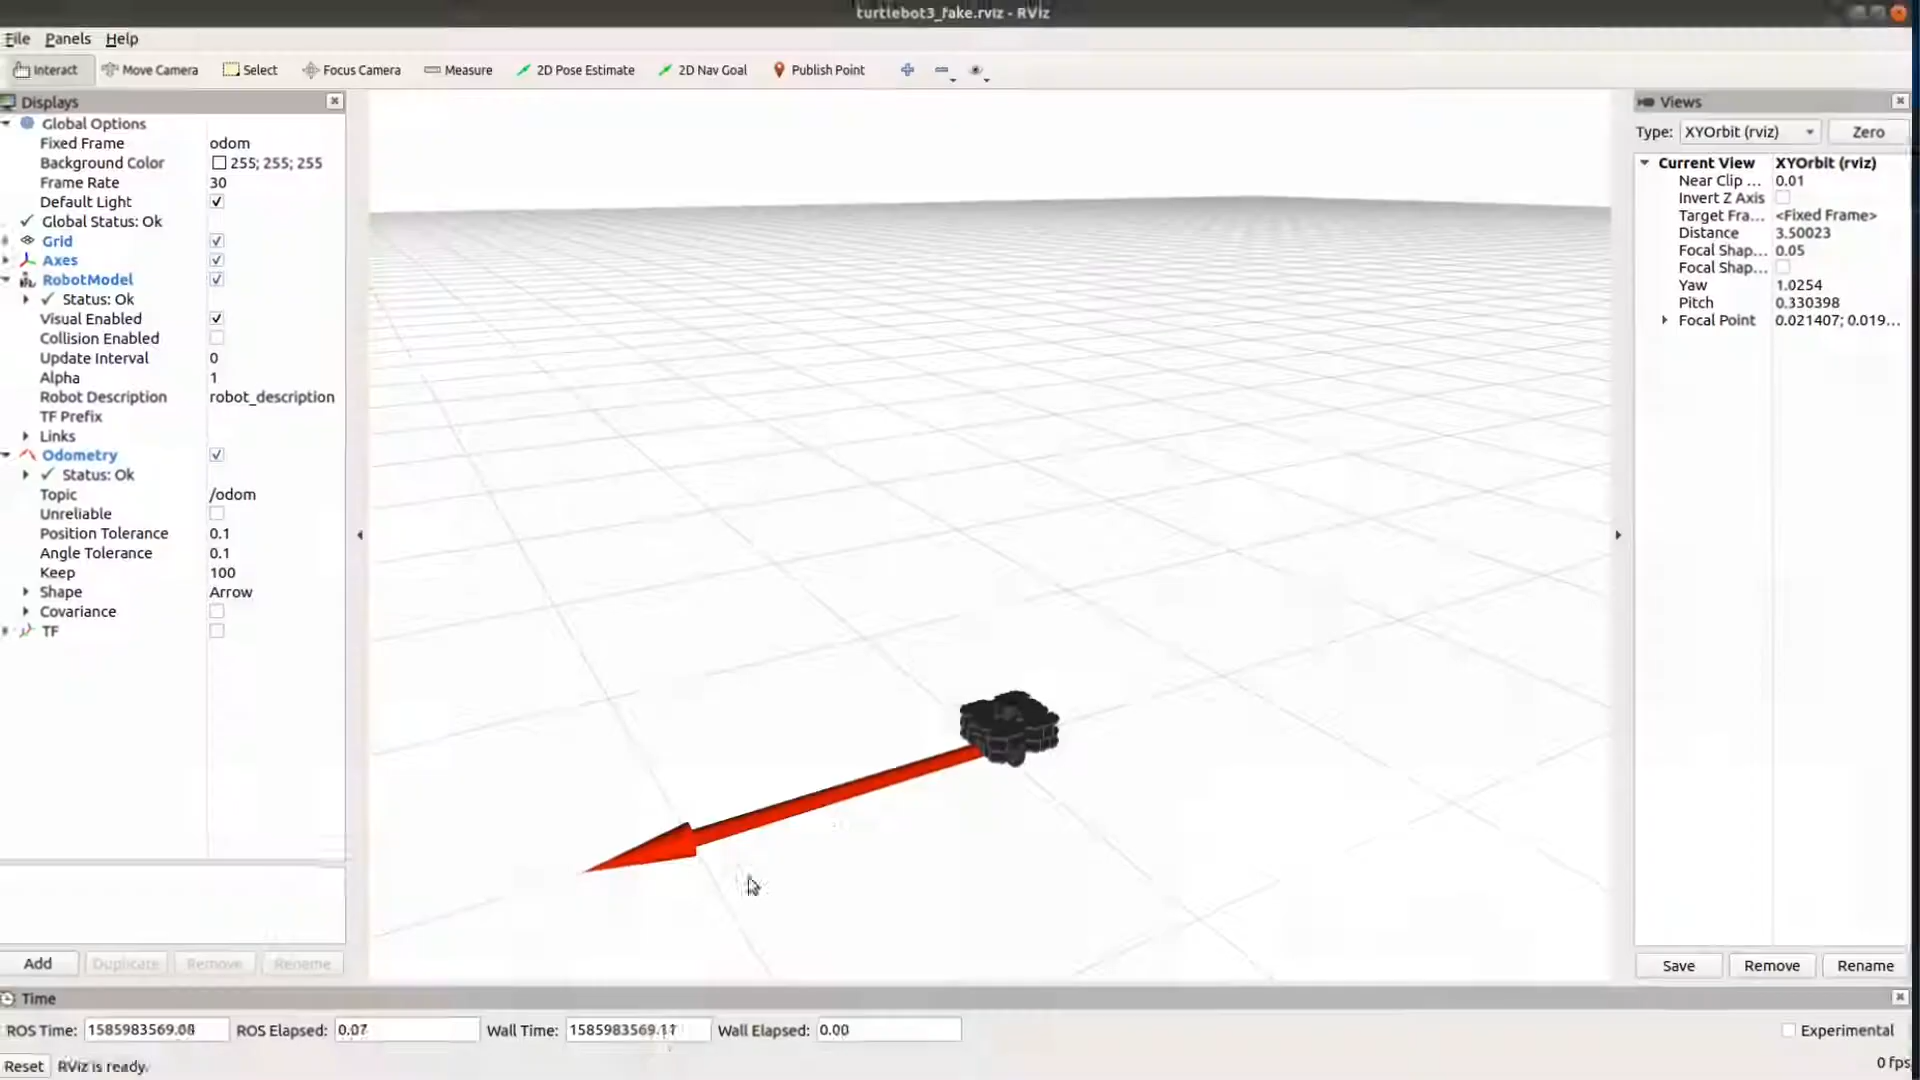 turtlebot3_fake.rviz - RViz
File Panels Help
Interact Move Camera Select Focus Camera Measure 2D Pose Estimate 2D Nav Goal Publish Point
Displays
Global Options
Fixed Frame odom
Background Color 255; 255; 255
Frame Rate 30
Default Light
Global Status: Ok
Grid
Axes
RobotModel
Status: Ok
Visual Enabled
Collision Enabled
Update Interval 0
Alpha 1
Robot Description robot_description
TF Prefix
Links
Odometry
Status: Ok
Topic /odom
Unreliable
Position Tolerance 0.1
Angle Tolerance 0.1
Keep 100
Shape Arrow
Covariance
TF
Add Duplicate Remove Rename
Views
Type: XYOrbit (rviz) Zero
Current View XYOrbit (rviz)
Near Clip ... 0.01
Invert Z Axis
Target Fra... <Fixed Frame>
Distance 3.50023
Focal Shap... 0.05
Focal Shap...
Yaw 1.0254
Pitch 0.330398
Focal Point 0.021407; 0.019...
Save Remove Rename
Time
ROS Time: 1585983569.08 ROS Elapsed: 0.07 Wall Time: 1585983569.11 Wall Elapsed: 0.00 Experimental
Reset RViz is ready. 0 fps